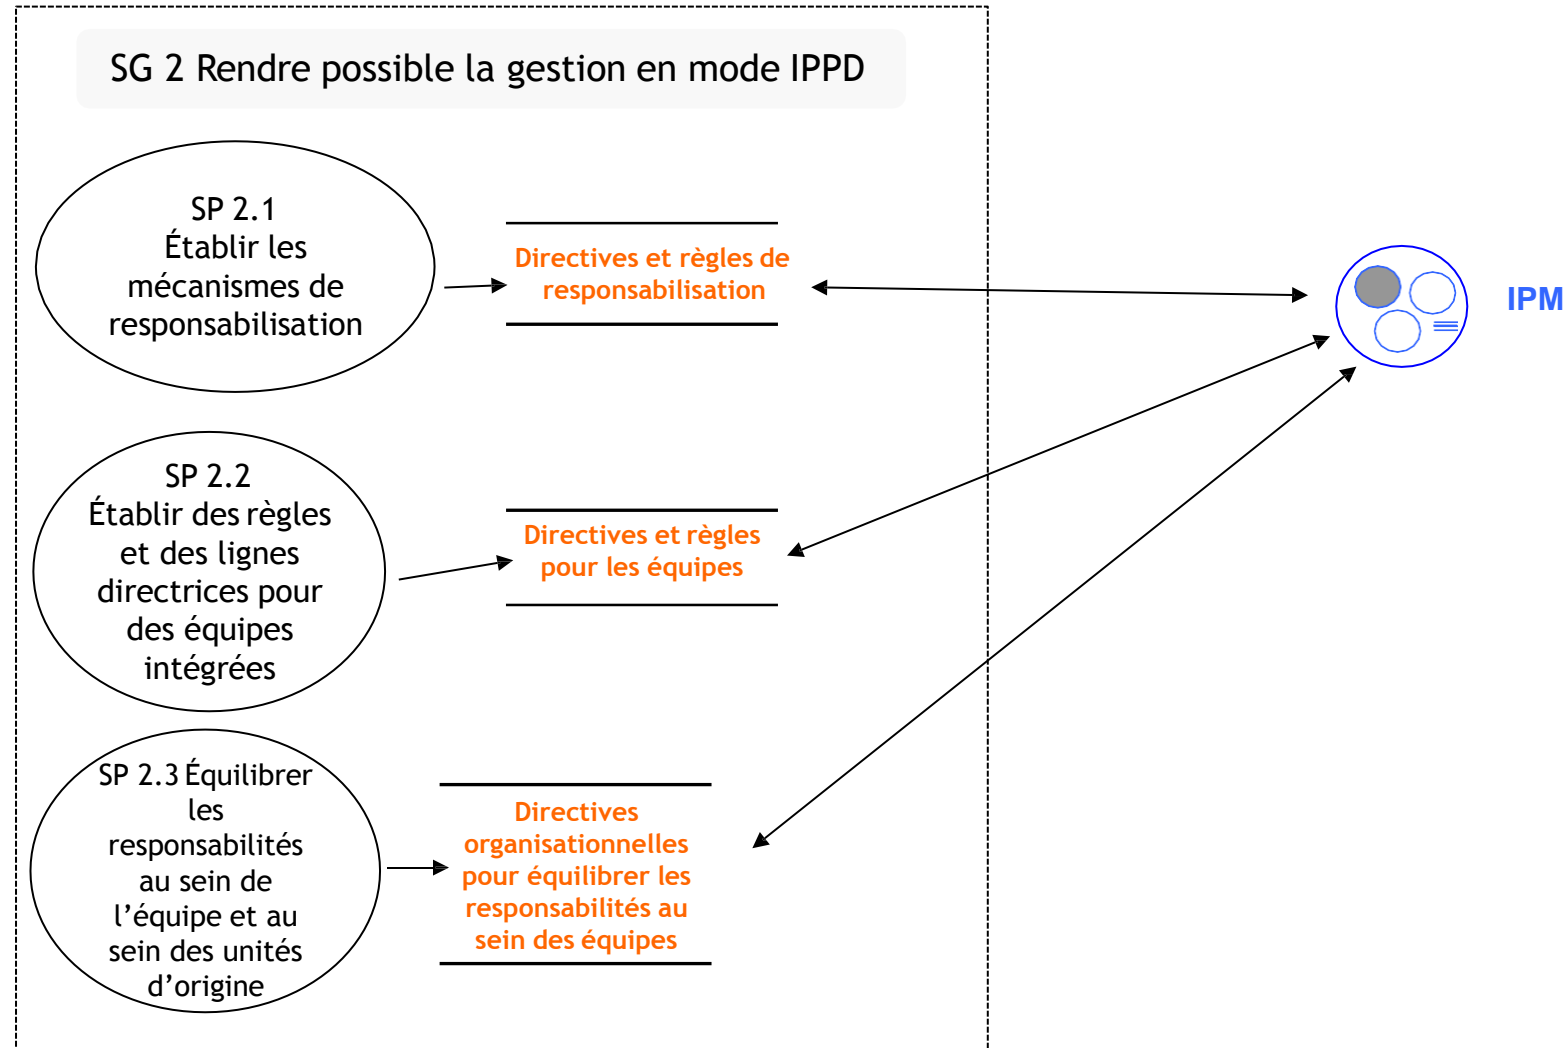 SG 2 Rendre possible la gestion en mode IPPD
SP 2.1
Établir les
mécanismes de
responsabilisation
Directives et règles de
responsabilisation
IPM
SP 2.2
Établir des règles
et des lignes
directrices pour
des équipes
intégrées
Directives et règles
pour les équipes
SP 2.3 Équilibrer
les
responsabilités
au sein de
l’équipe et au
sein des unités
d’origine
Directives
organisationnelles
pour équilibrer les
responsabilités au
sein des équipes